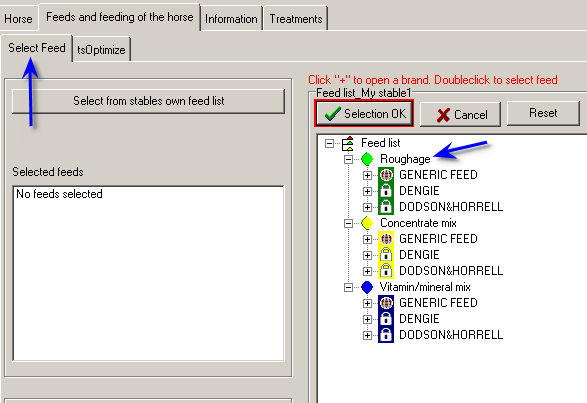 Horse
Feeds and feeding of the horse
Information
Treatments
Select Feed
tsOptimize
Click "+" to open a brand. Doubleclick to select feed
Select from stables own feed list
Feed list_My stable1
Selection OK
Cancel
Reset
Selected feeds
No feeds selected
Feed list
Roughage
GENERIC FEED
DENGIE
DODSON&HORRELL
Concentrate mix
GENERIC FEED
DENGIE
DODSON&HORRELL
Vitamin/mineral mix
GENERIC FEED
DENGIE
DODSON&HORRELL